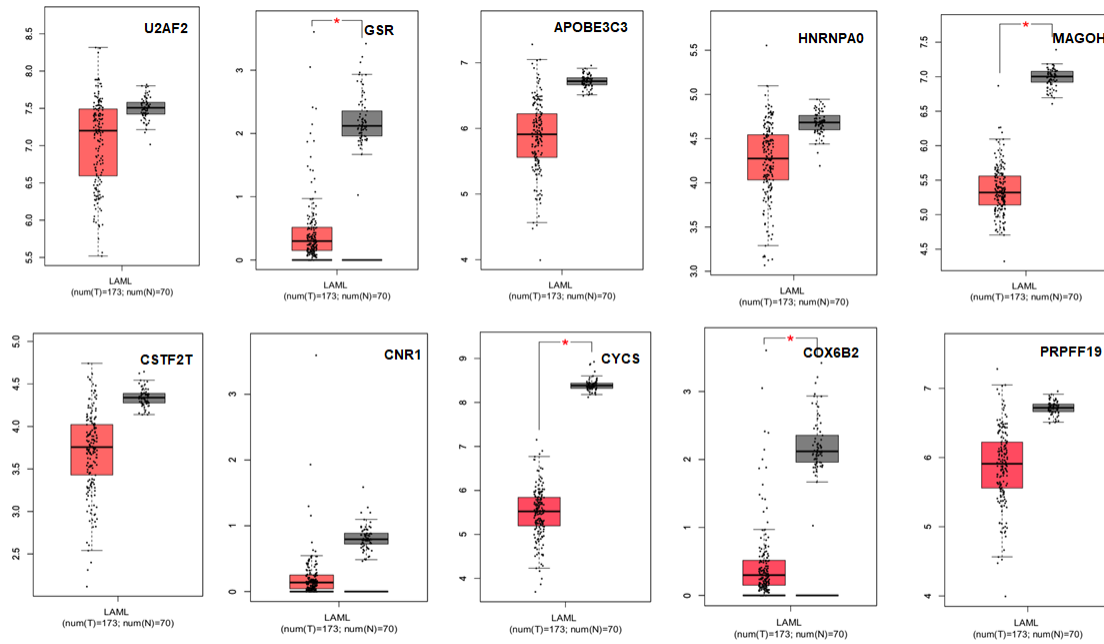 U2AF2
8.5
8.0
7.5
7.0
6.5
6.0
5.5
LAML
(num(T)=173; num(N)=70)
*
GSR
3
2
1
0
LAML
(num(T)=173; num(N)=70)
APOBE3C3
7
6
5
4
LAML
(num(T)=173; num(N)=70)
HNRNPA0
5.5
5.0
4.5
4.0
3.5
3.0
LAML
(num(T)=173; num(N)=70)
*
MAGOH
7.0
6.5
6.0
5.5
5.0
4.5
LAML
(num(T)=173; num(N)=70)
CSTF2T
5.0
4.5
4.0
3.5
3.0
2.5
LAML
(num(T)=173; num(N)=70)
CNR1
3
2
1
0
LAML
(num(T)=173; num(N)=70)
*
CYCS
9
8
7
6
5
4
LAML
(num(T)=173; num(N)=70)
*
COX6B2
3
2
1
0
LAML
(num(T)=173; num(N)=70)
PRPFF19
7
6
5
4
LAML
(num(T)=173; num(N)=70)